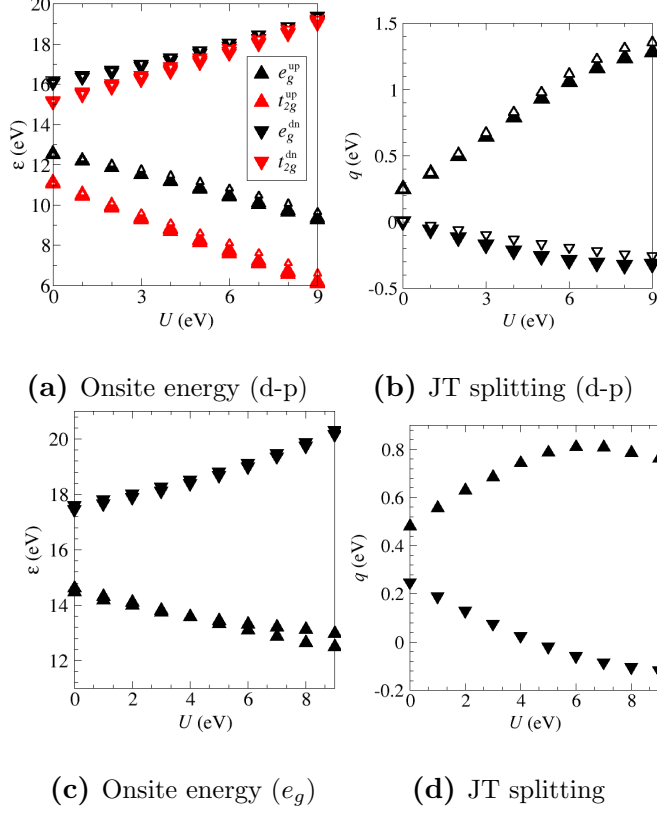 20
18
16
14
12
10
8
6
ε (eV)
0 3 6 9
U (eV)
e_g^up
t_2g^up
e_g^dn
t_2g^dn
1.5
1
0.5
0
-0.5
q (eV)
0 3 6 9
U (eV)
(a) Onsite energy (d-p)
(b) JT splitting (d-p)
20
18
16
14
12
ε (eV)
0 2 4 6 8
U (eV)
0.8
0.6
0.4
0.2
0
-0.2
q (eV)
0 2 4 6 8
U (eV)
(c) Onsite energy (e_g)
(d) JT splitting